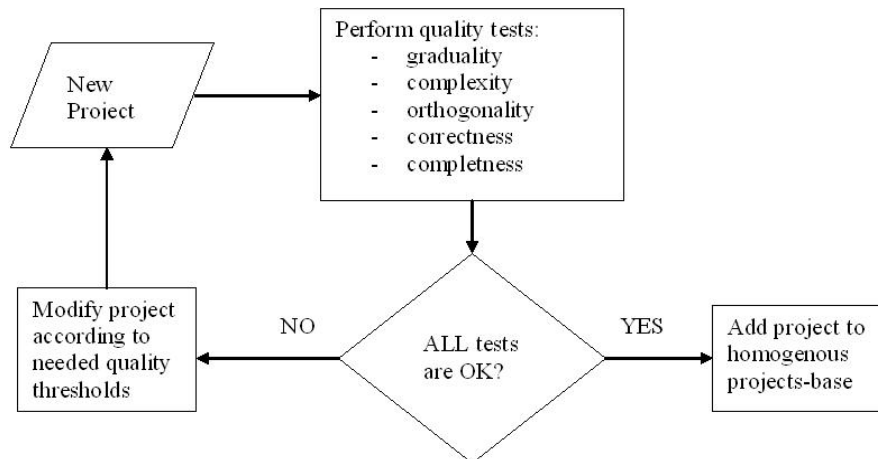 New
Project
Perform quality tests:
- graduality
- complexity
- orthogonality
- correctness
- completness
ALL tests
are OK?
NO
Modify project
according to
needed quality
thresholds
YES
Add project to
homogenous
projects-base